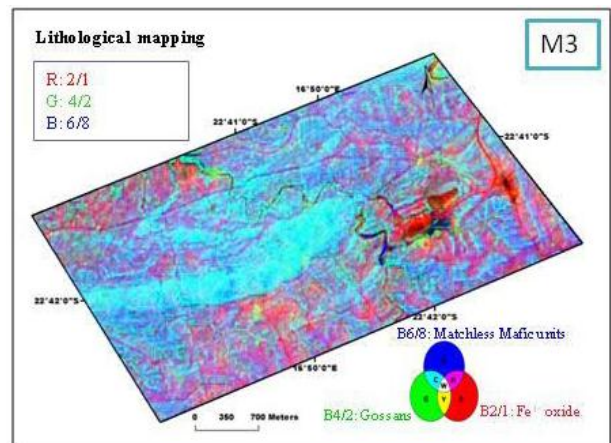 Lithological mapping
M3
R: 2/1
G: 4/2
B: 6/8
16°50'0"S
22°41'0"S
22°41'0"S
22°42'0"S
22°42'0"S
16°50'0"S
B6/8: Matchless Mafic units
C M
W
G Y R
B4/2: Gossans
B2/1: Fe⁺ oxide
0 350 700 Meters